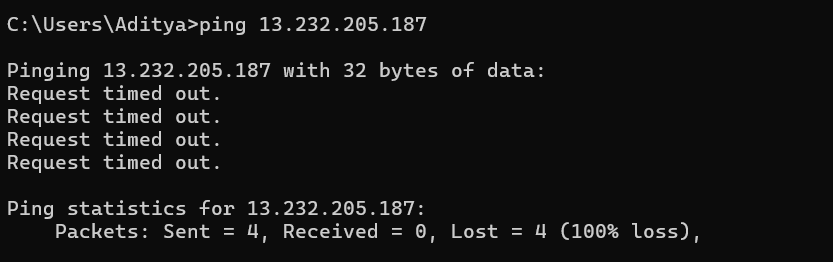 C:\Users\Aditya>ping 13.232.205.187
Pinging 13.232.205.187 with 32 bytes of data:
Request timed out.
Request timed out.
Request timed out.
Request timed out.
Ping statistics for 13.232.205.187:
    Packets: Sent = 4, Received = 0, Lost = 4 (100% loss),